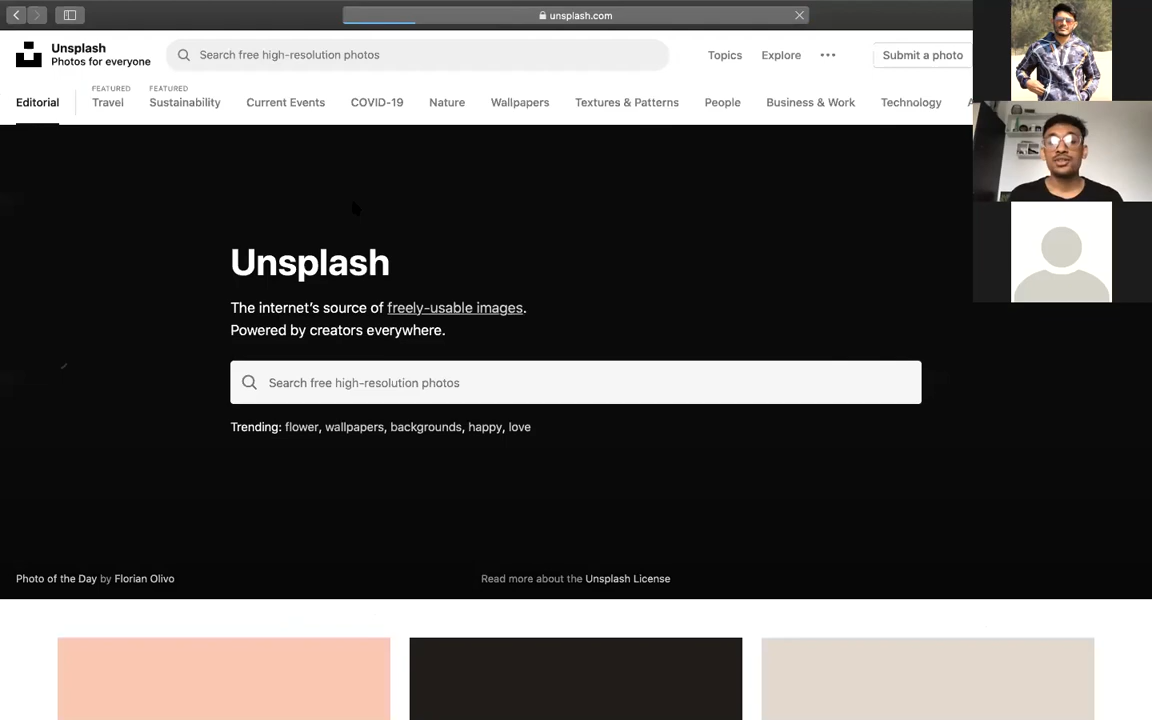 unsplash.com
Unsplash
Photos for everyone
Search free high-resolution photos
Topics
Explore
Submit a photo
FEATURED
FEATURED
Editorial
Travel
Sustainability
Current Events
COVID-19
Nature
Wallpapers
Textures & Patterns
People
Business & Work
Technology
Unsplash
The internet's source of freely-usable images.
Powered by creators everywhere.
Search free high-resolution photos
Trending: flower, wallpapers, backgrounds, happy, love
Photo of the Day by Florian Olivo
Read more about the Unsplash License